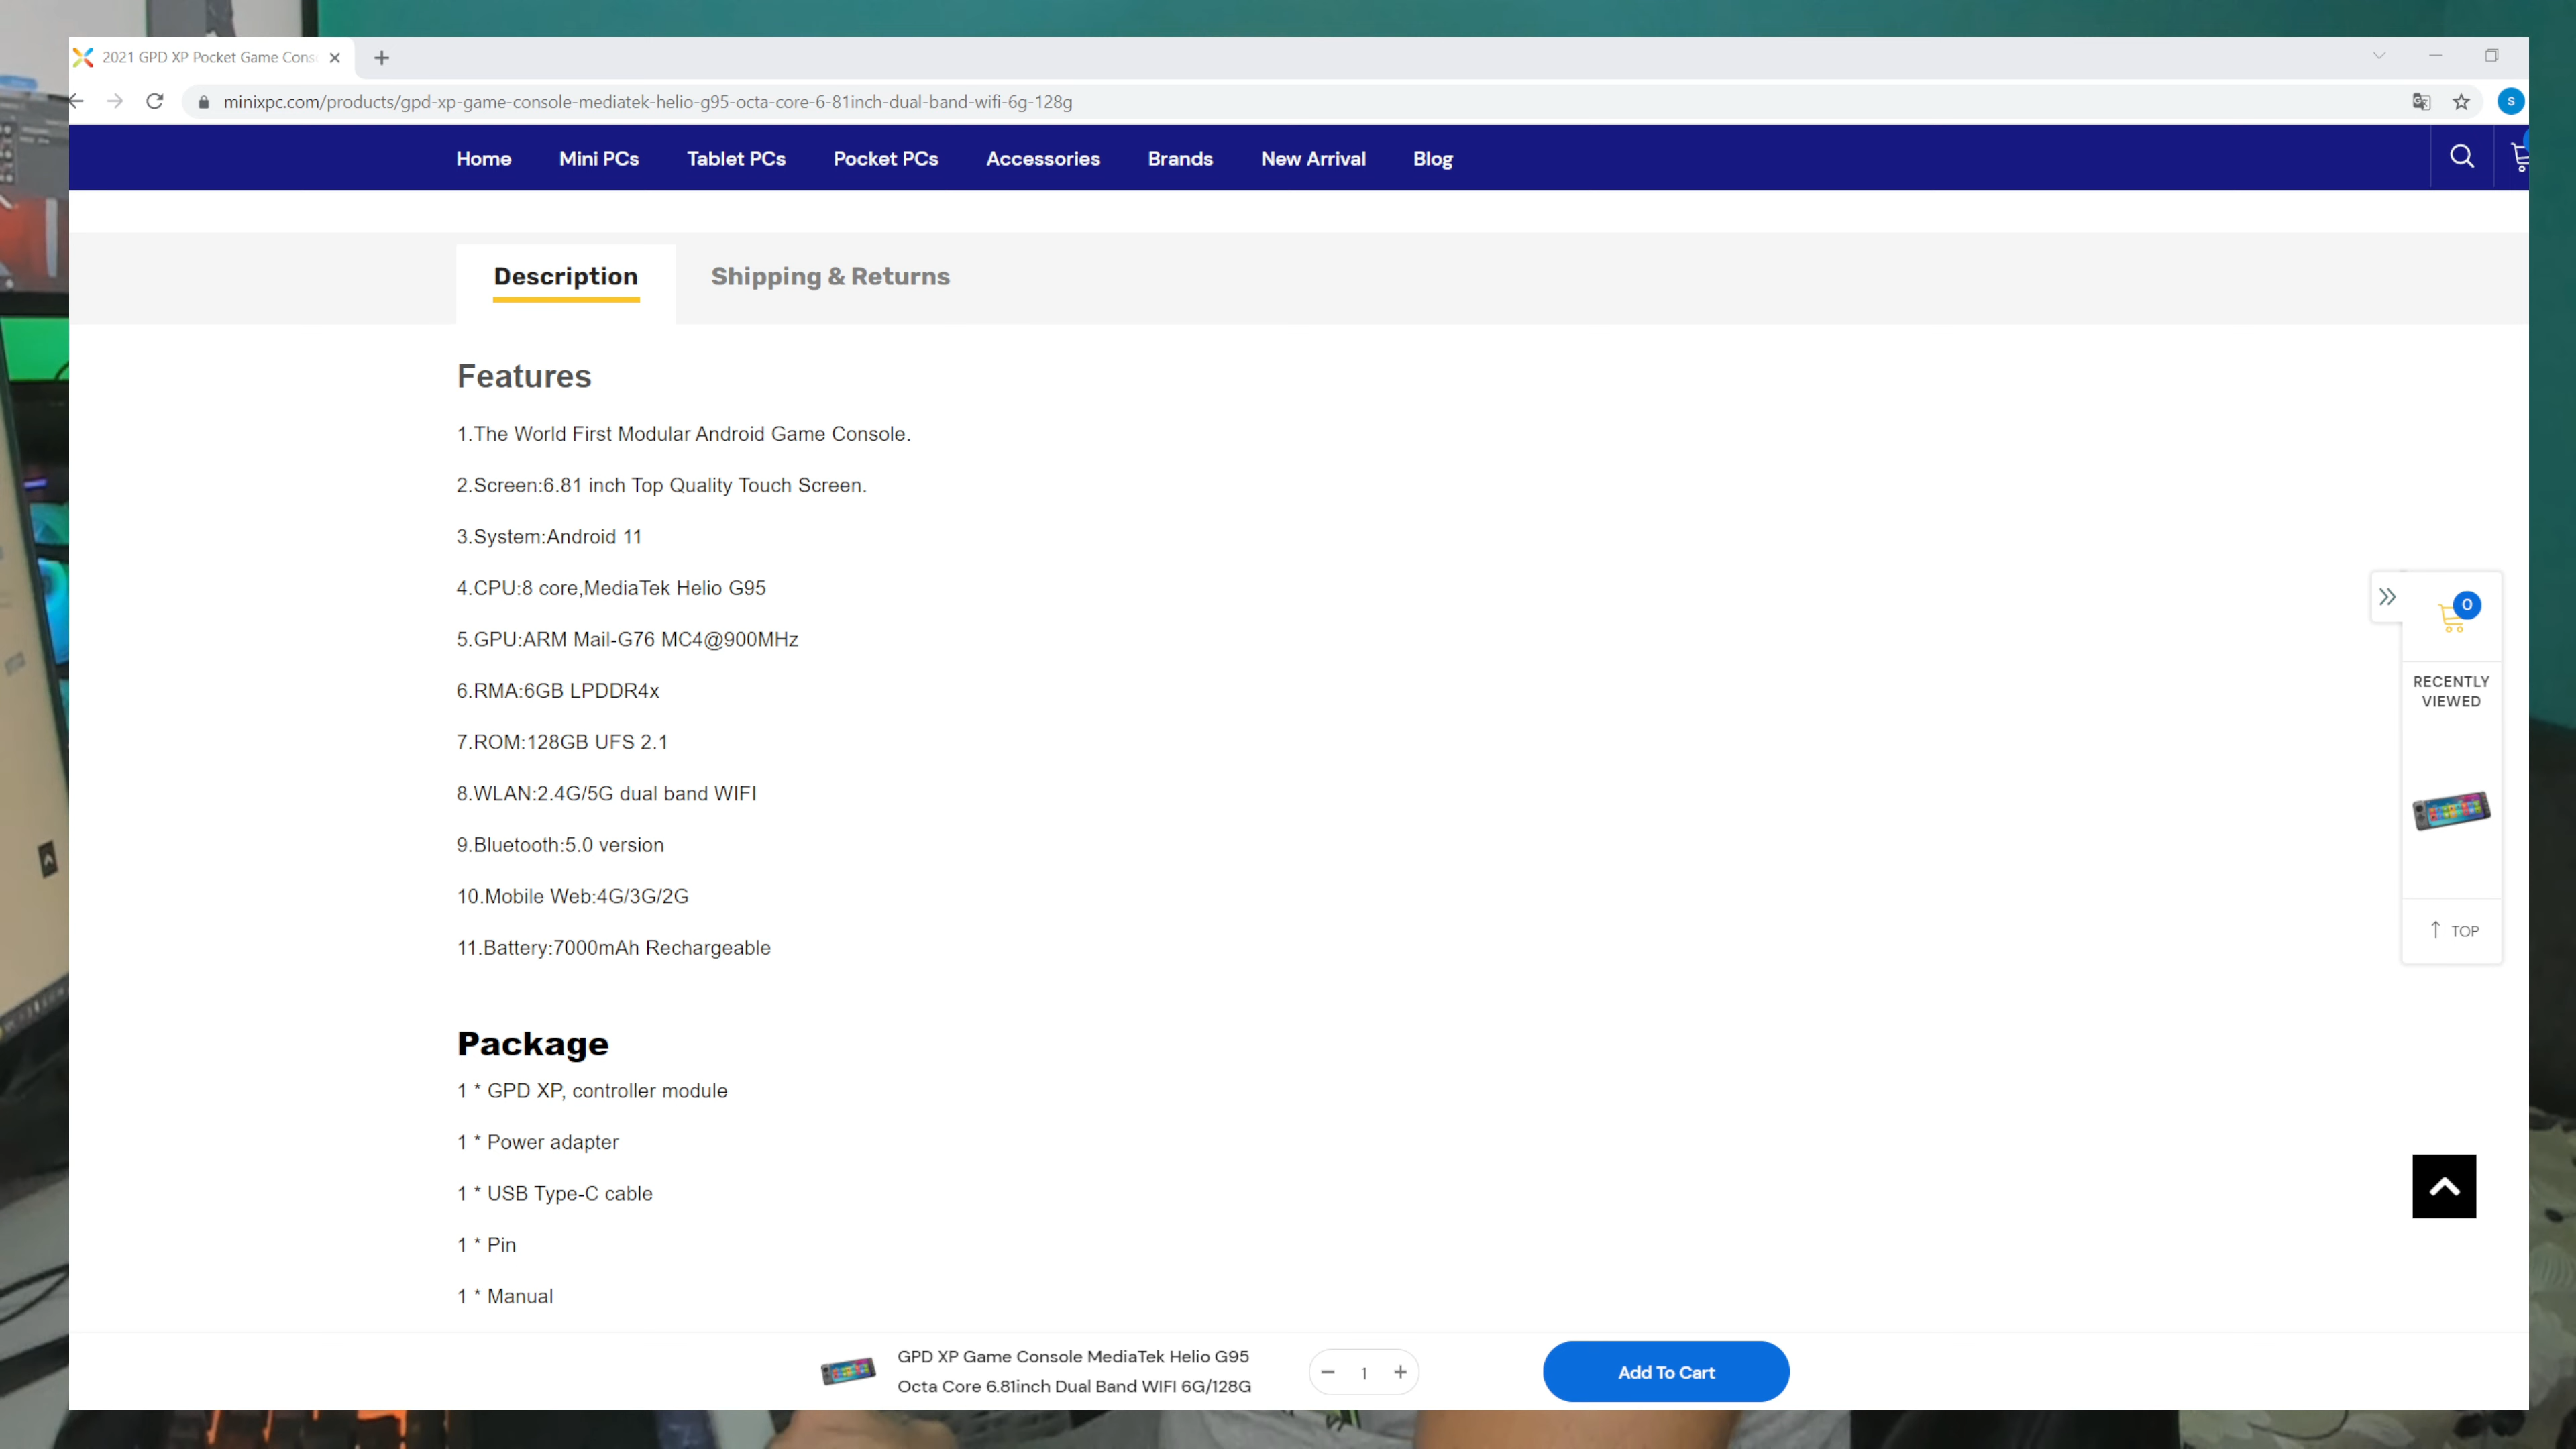 2021 GPD XP Pocket Game Cons
minixpc.com/products/gpd-xp-game-console-mediatek-helio-g95-octa-core-6-81inch-dual-band-wifi-6g-128g
S
Home Mini PCs Tablet PCs Pocket PCs Accessories Brands New Arrival Blog
Description Shipping & Returns
Features
1.The World First Modular Android Game Console.
2.Screen:6.81 inch Top Quality Touch Screen.
3.System:Android 11
4.CPU:8 core,MediaTek Helio G95
5.GPU:ARM Mail-G76 MC4@900MHz
6.RMA:6GB LPDDR4x
7.ROM:128GB UFS 2.1
8.WLAN:2.4G/5G dual band WIFI
9.Bluetooth:5.0 version
10.Mobile Web:4G/3G/2G
11.Battery:7000mAh Rechargeable
Package
1 * GPD XP, controller module
1 * Power adapter
1 * USB Type-C cable
1 * Pin
1 * Manual
0
RECENTLY
VIEWED
TOP
GPD XP Game Console MediaTek Helio G95
Octa Core 6.81inch Dual Band WIFI 6G/128G
1
Add To Cart